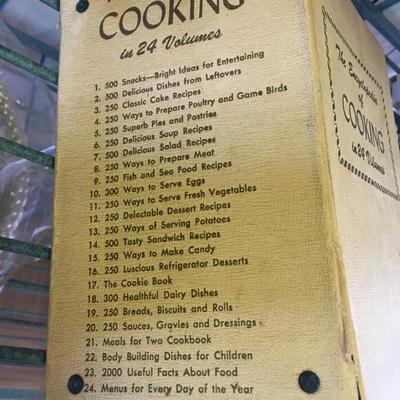 COOKING
in 24 Volumes
1. 500 Snacks—Bright Ideas for Entertaining
2. 500 Delicious Dishes from Leftovers
3. 250 Classic Cake Recipes
4. 250 Ways to Prepare Poultry and Game Birds
5. 250 Superb Pies and Pastries
6. 250 Delicious Soup Recipes
7. 500 Delicious Salad Recipes
8. 250 Ways to Prepare Meat
9. 250 Fish and Sea Food Recipes
10. 300 Ways to Serve Eggs
11. 250 Ways to Serve Fresh Vegetables
12. 250 Delectable Dessert Recipes
13. 250 Ways of Serving Potatoes
14. 500 Tasty Sandwich Recipes
15. 250 Ways to Make Candy
16. 250 Luscious Refrigerator Desserts
17. The Cookie Book
18. 300 Healthful Dairy Dishes
19. 250 Breads, Biscuits and Rolls
20. 250 Sauces, Gravies and Dressings
21. Meals for Two Cookbook
22. Body Building Dishes for Children
23. 2000 Useful Facts About Food
24. Menus for Every Day of the Year
The Encyclopedia
of
COOKING
in 24 Volumes